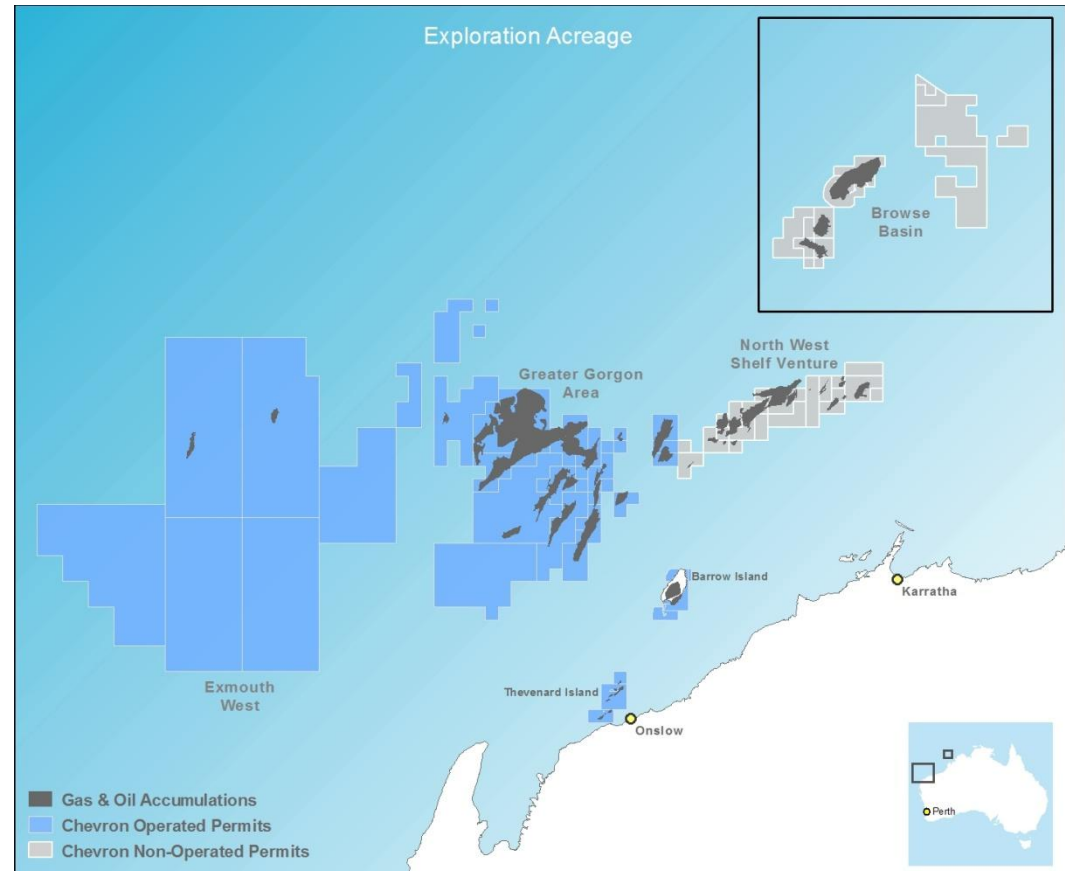 Exploration Acreage
Browse
Basin
North West
Shelf Venture
Greater Gorgon
Area
Barrow Island
Karratha
Exmouth
West
Thevenard Island
Onslow
Gas & Oil Accumulations
Chevron Operated Permits
Chevron Non-Operated Permits
Perth